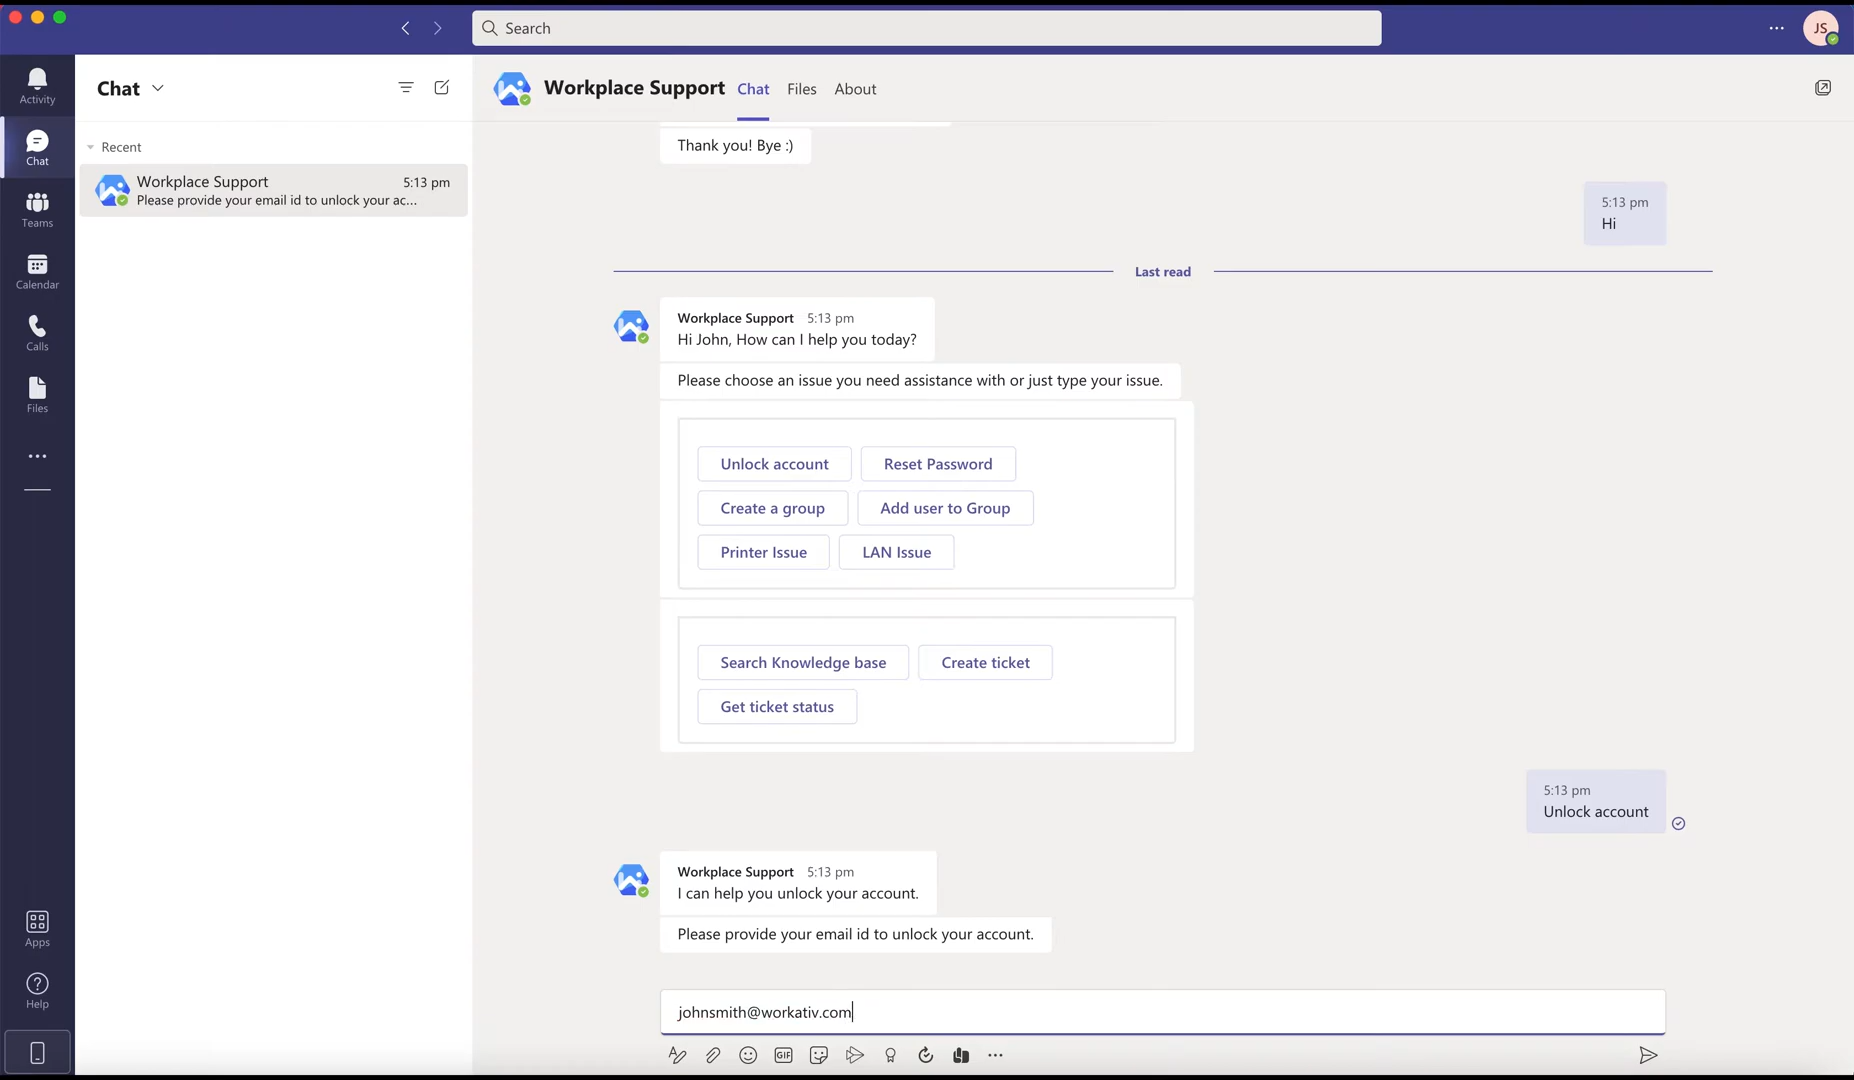 Search
JS
Activity
Chat
Teams
Calendar
Calls
Files
Apps
Help
Chat
Recent
Workplace Support 5:13 pm
Please provide your email id to unlock your ac...
Workplace Support Chat Files About
Thank you! Bye :)
5:13 pm
Hi
Last read
Workplace Support 5:13 pm
Hi John, How can I help you today?
Please choose an issue you need assistance with or just type your issue.
Unlock account Reset Password
Create a group Add user to Group
Printer Issue LAN Issue
Search Knowledge base Create ticket
Get ticket status
5:13 pm
Unlock account
Workplace Support 5:13 pm
I can help you unlock your account.
Please provide your email id to unlock your account.
johnsmith@workativ.com
GIF